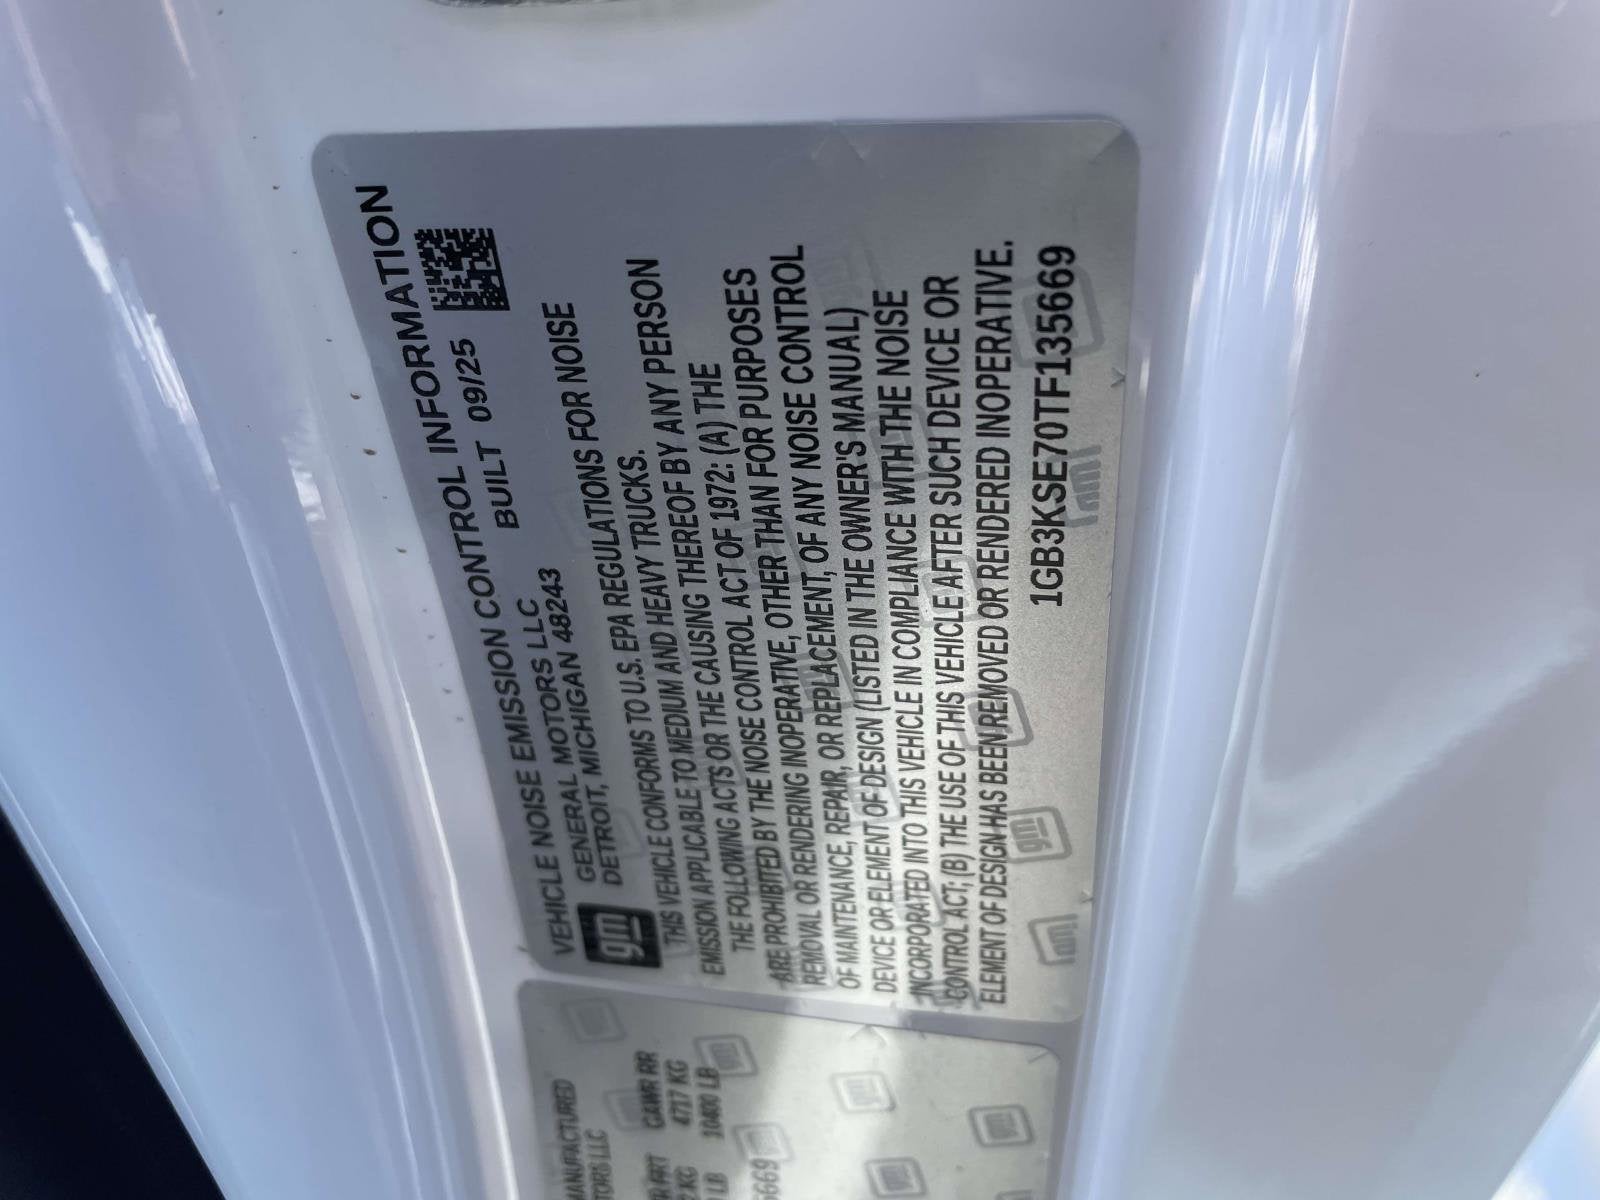 VEHICLE NOISE EMISSION CONTROL INFORMATION
gm
GENERAL MOTORS LLC BUILT 09/25
DETROIT, MICHIGAN 48243
THIS VEHICLE CONFORMS TO U.S. EPA REGULATIONS FOR NOISE
EMISSION APPLICABLE TO MEDIUM AND HEAVY TRUCKS.
THE FOLLOWING ACTS OR THE CAUSING THEREOF BY ANY PERSON
ARE PROHIBITED BY THE NOISE CONTROL ACT OF 1972: (A) THE
REMOVAL OR RENDERING INOPERATIVE, OTHER THAN FOR PURPOSES
OF MAINTENANCE, REPAIR, OR REPLACEMENT, OF ANY NOISE CONTROL
DEVICE OR ELEMENT OF DESIGN (LISTED IN THE OWNER'S MANUAL)
INCORPORATED INTO THIS VEHICLE IN COMPLIANCE WITH THE NOISE
CONTROL ACT; (B) THE USE OF THIS VEHICLE AFTER SUCH DEVICE OR
ELEMENT OF DESIGN HAS BEEN REMOVED OR RENDERED INOPERATIVE.
1GB3KSE70TF135669
MANUFACTURED
GAWR RR
4717 KG
10400 LB
KG
LB
5669